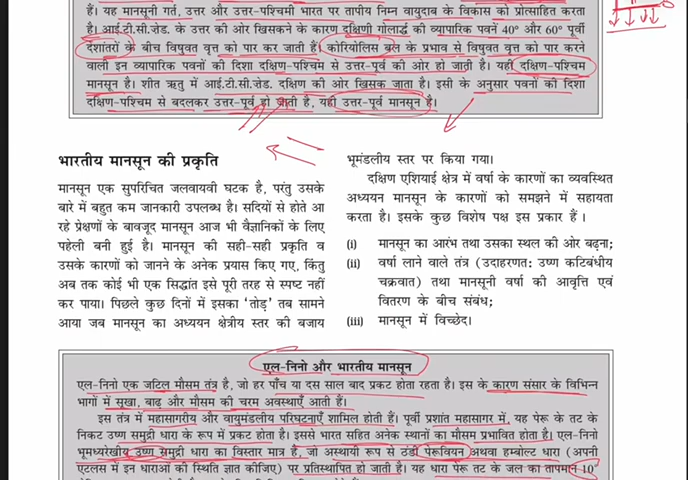 हैं। यह मानसूनी गर्त, उत्तर और उत्तर-पश्चिमी भारत पर तापीय निम्न वायुदाब के विकास को प्रोत्साहित करता
है। आई.टी.सी.जेड. के उत्तर की ओर खिसकने के कारण दक्षिणी गोलार्द्ध की व्यापारिक पवनें 40° और 60° पूर्वी
देशांतरों के बीच विषुवत वृत्त को पार कर जाती हैं। कोरियोलिस बल के प्रभाव से विषुवत वृत्त को पार करने
वाली इन व्यापारिक पवनों की दिशा दक्षिण-पश्चिम से उत्तर-पूर्व की ओर हो जाती है। यही दक्षिण-पश्चिम
मानसून है। शीत ऋतु में आई.टी.सी.जेड. दक्षिण की ओर खिसक जाता है। इसी के अनुसार पवनों की दिशा
दक्षिण-पश्चिम से बदलकर उत्तर-पूर्व हो जाती है, यही उत्तर-पूर्व मानसून है।
भारतीय मानसून की प्रकृति
मानसून एक सुपरिचित जलवायवी घटक है, परंतु उसके
बारे में बहुत कम जानकारी उपलब्ध है। सदियों से होते आ
रहे प्रेक्षणों के बावजूद मानसून आज भी वैज्ञानिकों के लिए
पहेली बनी हुई है। मानसून की सही-सही प्रकृति व
उसके कारणों को जानने के अनेक प्रयास किए गए, किंतु
अब तक कोई भी एक सिद्धांत इसे पूरी तरह से स्पष्ट नहीं
कर पाया। पिछले कुछ दिनों में इसका 'तोड़' तब सामने
आया जब मानसून का अध्ययन क्षेत्रीय स्तर की बजाय
भूमंडलीय स्तर पर किया गया।
दक्षिण एशियाई क्षेत्र में वर्षा के कारणों का व्यवस्थित
अध्ययन मानसून के कारणों को समझने में सहायता
करता है। इसके कुछ विशेष पक्ष इस प्रकार हैं।
(i) मानसून का आरंभ तथा उसका स्थल की ओर बढ़ना;
(ii) वर्षा लाने वाले तंत्र (उदाहरणत: उष्ण कटिबंधीय
चक्रवात) तथा मानसूनी वर्षा की आवृत्ति एवं
वितरण के बीच संबंध;
(iii) मानसून में विच्छेद।
एल-निनो और भारतीय मानसून
एल-निनो एक जटिल मौसम तंत्र है, जो हर पाँच या दस साल बाद प्रकट होता रहता है। इस के कारण संसार के विभिन्न
भागों में सूखा, बाढ़ और मौसम की चरम अवस्थाएँ आती हैं।
इस तंत्र में महासागरीय और वायुमंडलीय परिघटनाएँ शामिल होती हैं। पूर्वी प्रशांत महासागर में, यह पेरू के तट के
निकट उष्ण समुद्री धारा के रूप में प्रकट होता है। इससे भारत सहित अनेक स्थानों का मौसम प्रभावित होता है। एल-निनो
भूमध्यरेखीय उष्ण समुद्री धारा का विस्तार मात्र है, जो अस्थायी रूप से ठंडी पेरूवियन अथवा हम्बोल्ट धारा (अपनी
एटलस में इन धाराओं की स्थिति ज्ञात कीजिए) पर प्रतिस्थापित हो जाती है। यह धारा पेरू तट के जल का तापमान 10°